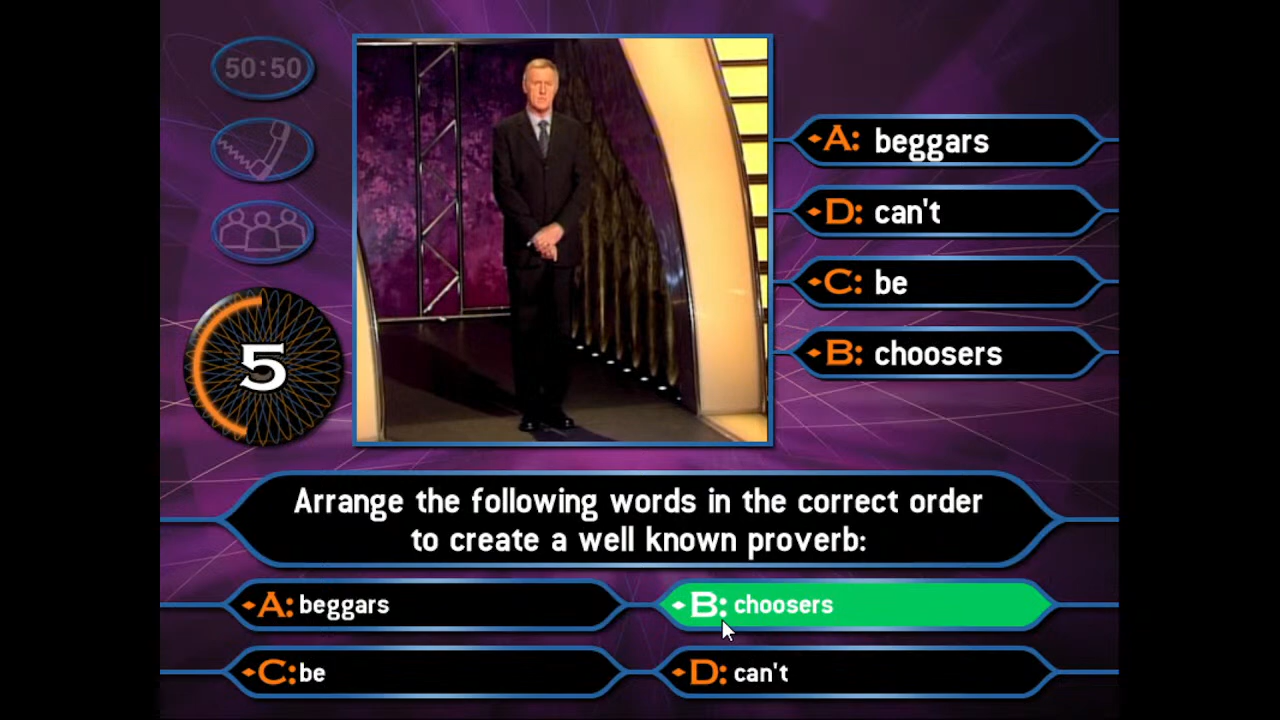 50:50
A: beggars
D: can't
C: be
B: choosers
5
Arrange the following words in the correct order
to create a well known proverb:
A: beggars
B: choosers
C: be
D: can't